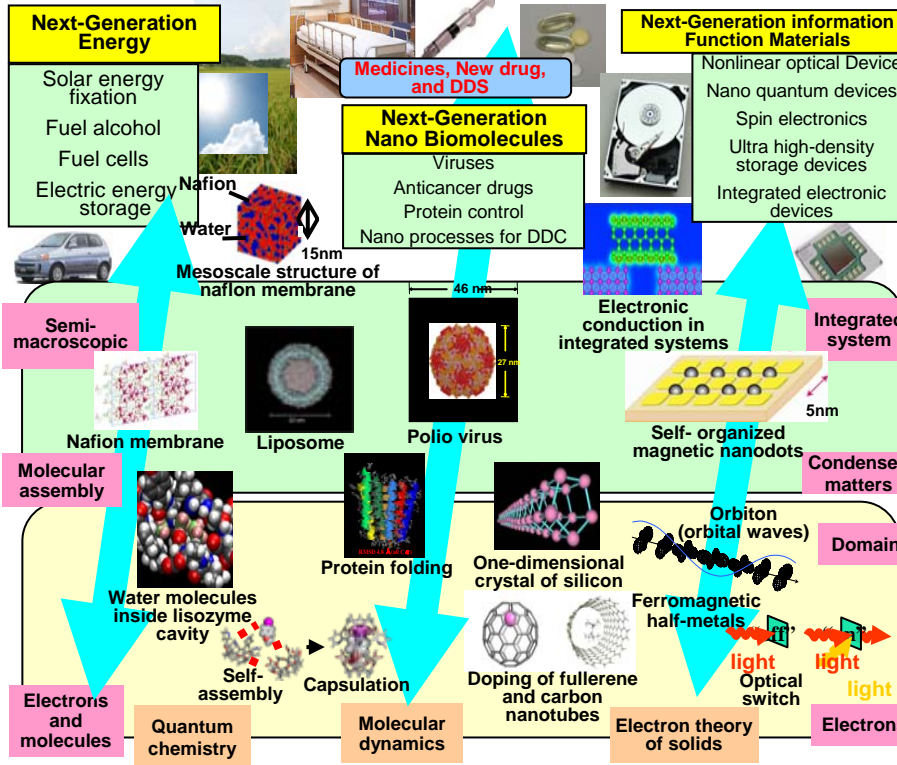 Next-Generation
Energy
Solar energy
fixation
Fuel alcohol
Fuel cells
Electric energy
storage
Medicines, New drug,
and DDS
Next-Generation
Nano Biomolecules
Viruses
Anticancer drugs
Protein control
Nano processes for DDC
Next-Generation information
Function Materials
Nonlinear optical Device
Nano quantum devices
Spin electronics
Ultra high-density
storage devices
Integrated electronic
devices
Nafion
Water
15nm
Mesoscale structure of
naflon membrane
46 nm
27 nm
Electronic
conduction in
integrated systems
Semi-
macroscopic
Integrated
system
Nafion membrane
Liposome
Polio virus
5nm
Self- organized
magnetic nanodots
Molecular
assembly
Condensed
matters
Protein folding
One-dimensional
crystal of silicon
Orbiton
(orbital waves)
Domain
Water molecules
inside lisozyme
cavity
Ferromagnetic
half-metals
Self-
assembly
Capsulation
Doping of fullerene
and carbon
nanotubes
light
light
light
Optical
switch
Electrons
and
molecules
Quantum
chemistry
Molecular
dynamics
Electron theory
of solids
Electron